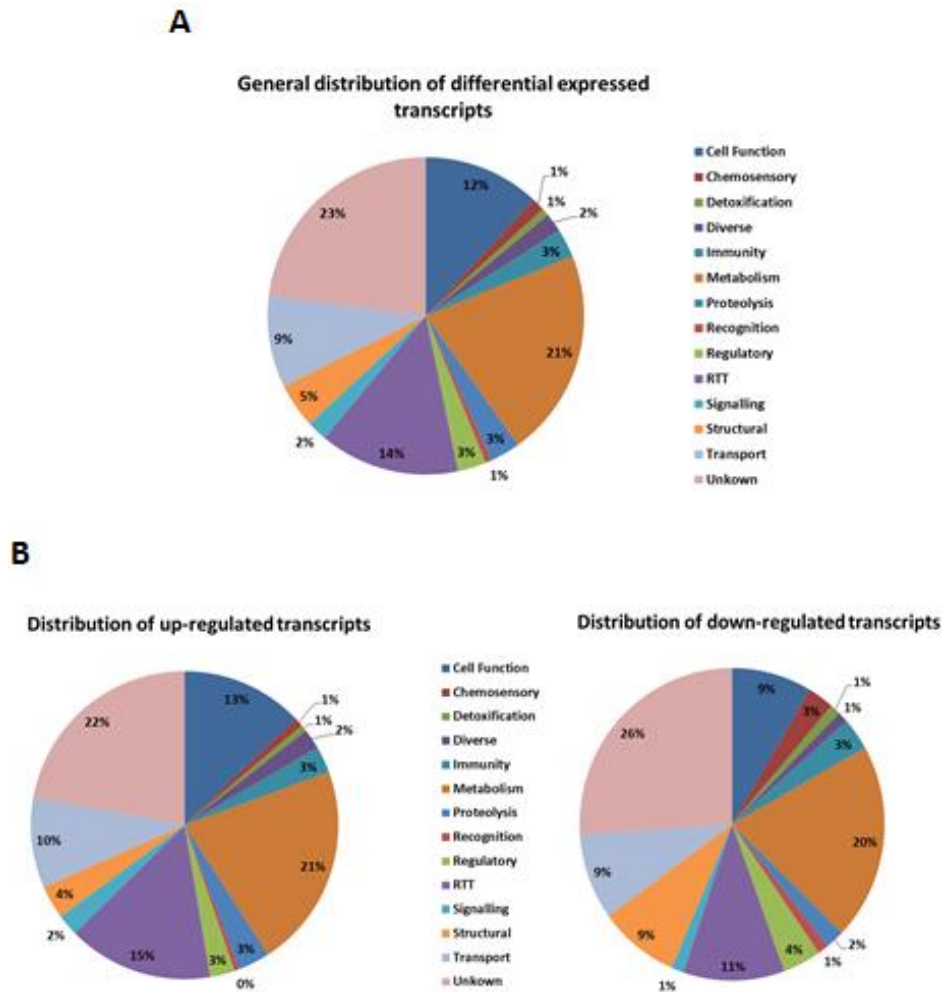 A
General distribution of differential expressed
transcripts
12%
1%
1%
2%
3%
21%
3%
1%
3%
14%
2%
5%
9%
23%
Cell Function
Chemosensory
Detoxification
Diverse
Immunity
Metabolism
Proteolysis
Recognition
Regulatory
RTT
Signalling
Structural
Transport
Unkown
B
Distribution of up-regulated transcripts
13%
1%
1%
2%
3%
21%
3%
0%
3%
15%
2%
4%
10%
22%
Cell Function
Chemosensory
Detoxification
Diverse
Immunity
Metabolism
Proteolysis
Recognition
Regulatory
RTT
Signalling
Structural
Transport
Unkown
Distribution of down-regulated transcripts
9%
3%
1%
1%
3%
20%
2%
1%
4%
11%
1%
9%
9%
26%